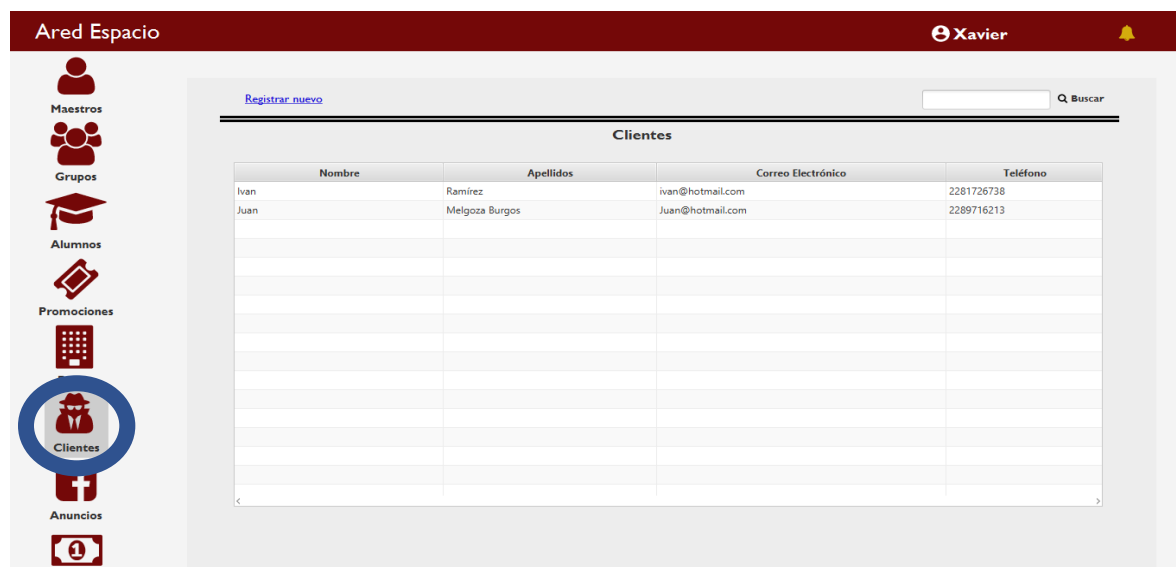 Ared Espacio
Xavier
Maestros
Grupos
Alumnos
Promociones
Clientes
Anuncios
1
Registrar nuevo
Buscar
Clientes
Nombre Apellidos Correo Electrónico Teléfono
Ivan Ramírez ivan@hotmail.com 2281726738
Juan Melgoza Burgos Juan@hotmail.com 2289716213